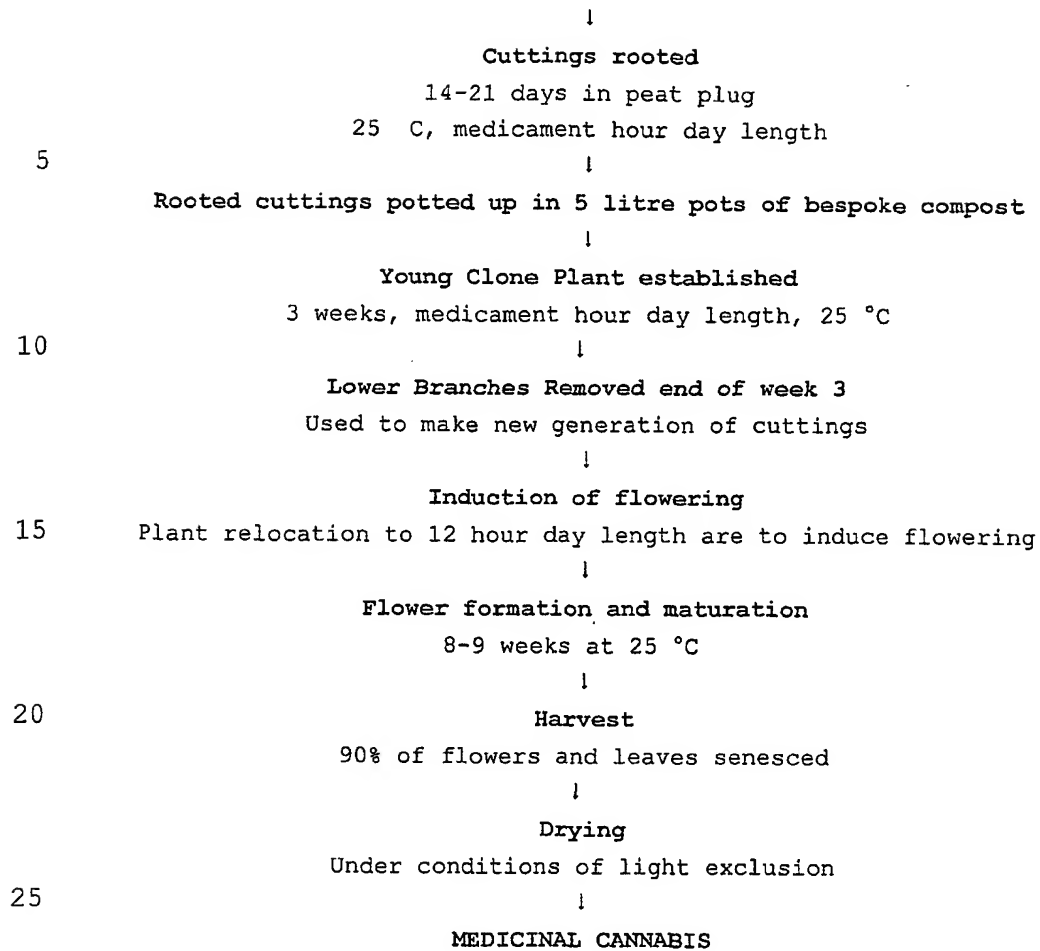 ↓
Cuttings rooted
14-21 days in peat plug
25 C, medicament hour day length
5
↓
Rooted cuttings potted up in 5 litre pots of bespoke compost
↓
Young Clone Plant established
3 weeks, medicament hour day length, 25 °C
10
↓
Lower Branches Removed end of week 3
Used to make new generation of cuttings
↓
Induction of flowering
15 Plant relocation to 12 hour day length are to induce flowering
↓
Flower formation and maturation
8-9 weeks at 25 °C
↓
20 Harvest
90% of flowers and leaves senesced
↓
Drying
Under conditions of light exclusion
25 ↓
MEDICINAL CANNABIS